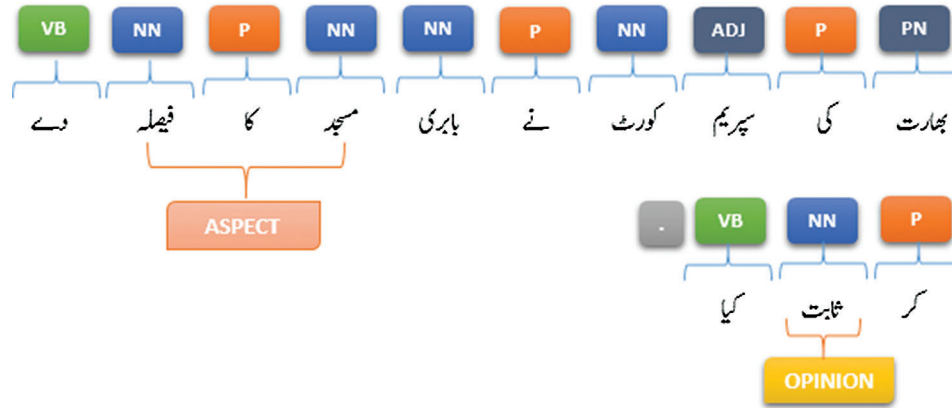 VB NN P NN NN P NN ADJ P PN
بھارت کی سپریم کورٹ نے بابری مسجد کا فیصلہ دے
ASPECT
. VB NN P
کر ثابت کیا
OPINION